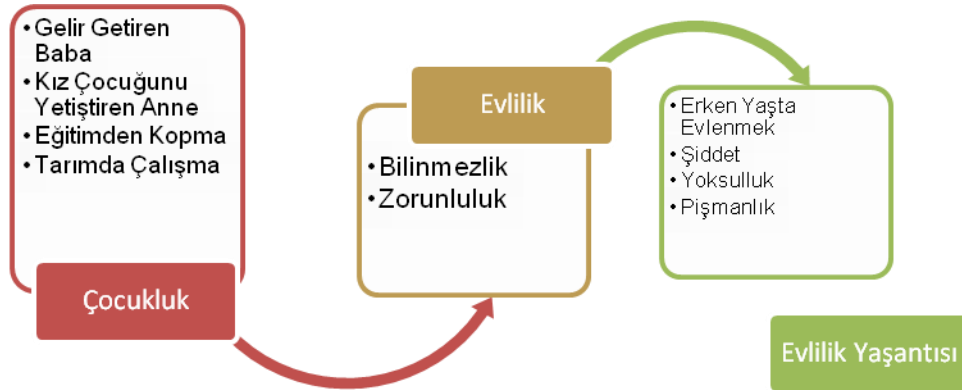 • Gelir Getiren
Baba
• Kız Çocuğunu
Yetiştiren Anne
• Eğitimden Kopma
• Tarımda Çalışma
Çocukluk
Evlilik
• Bilinmezlik
• Zorunluluk
• Erken Yaşta
Evlenmek
• Şiddet
• Yoksulluk
• Pişmanlık
Evlilik Yaşantısı